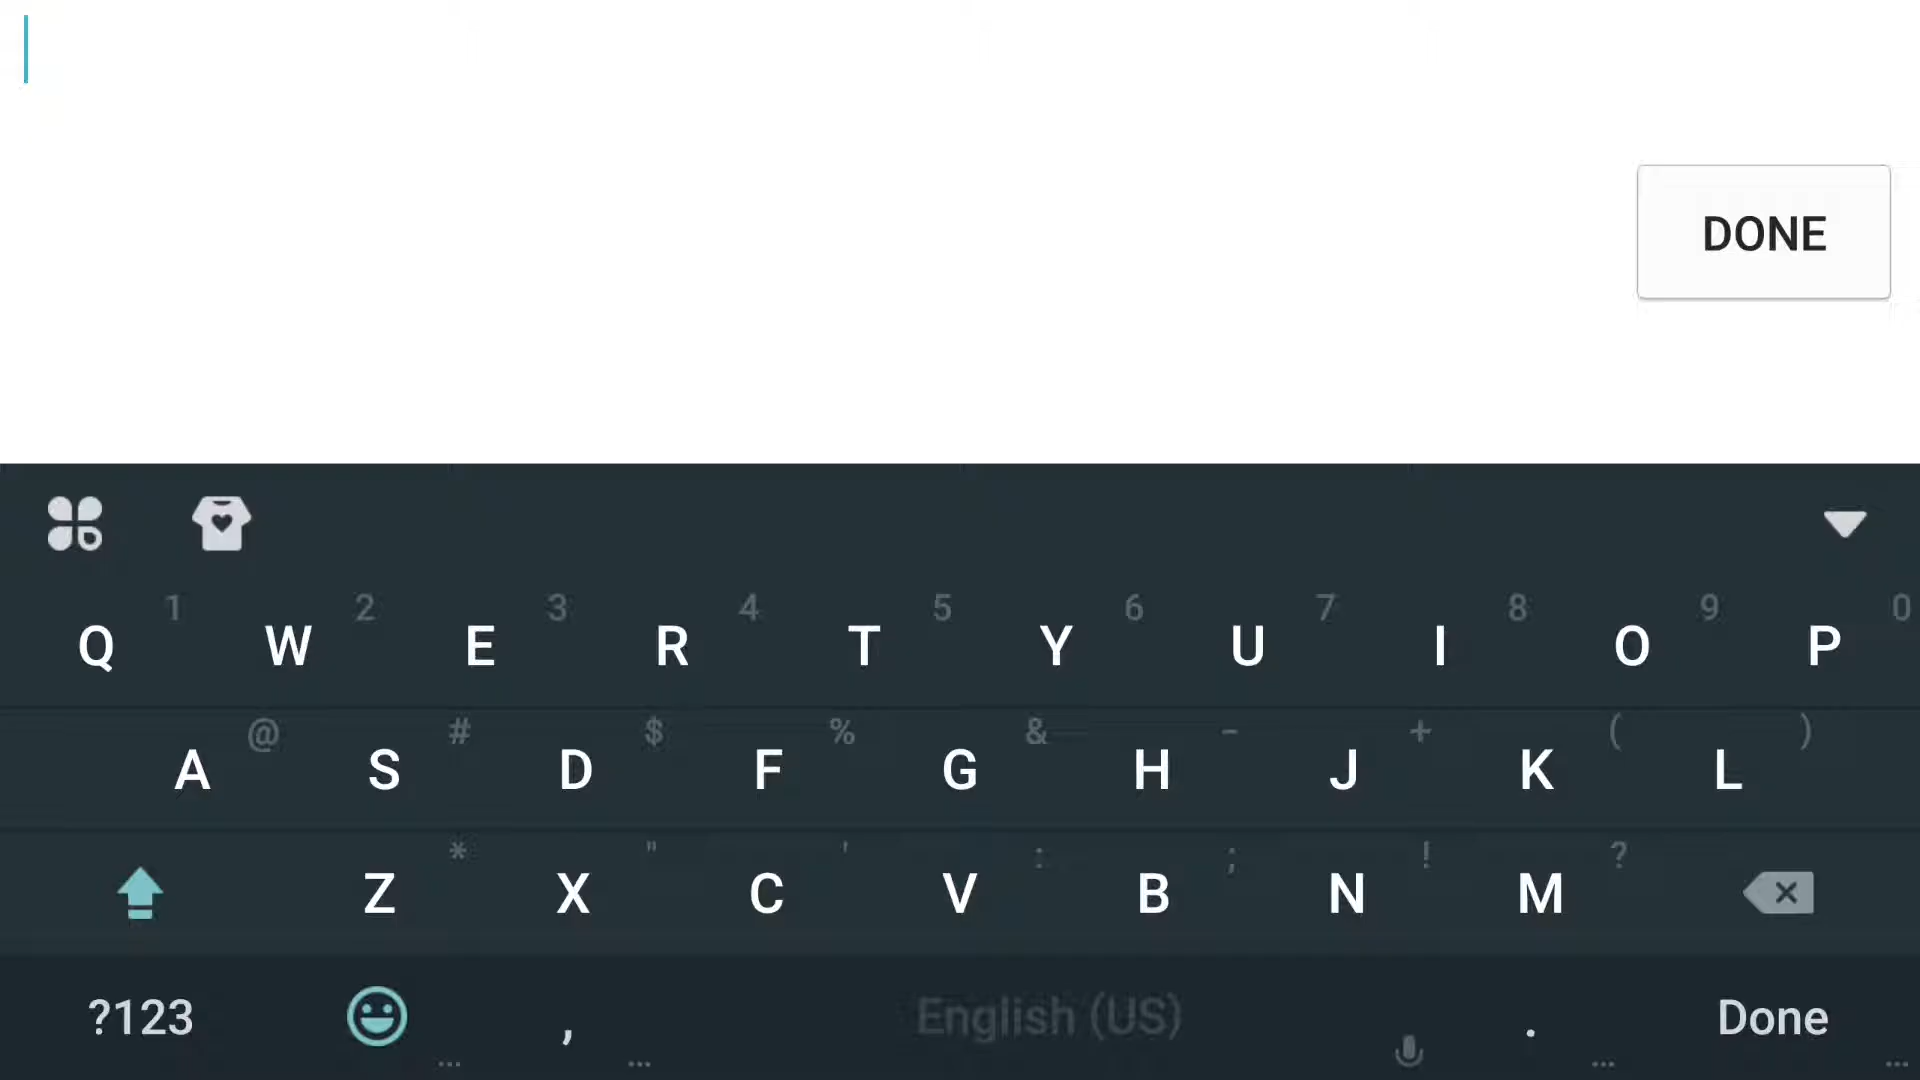 DONE
1 2 3 4 5 6 7 8 9 0
Q W E R T Y U I O P
@ # $ % & - + ( )
A S D F G H J K L
* " ' : ; ! ?
Z X C V B N M
?123 , English (US) . Done